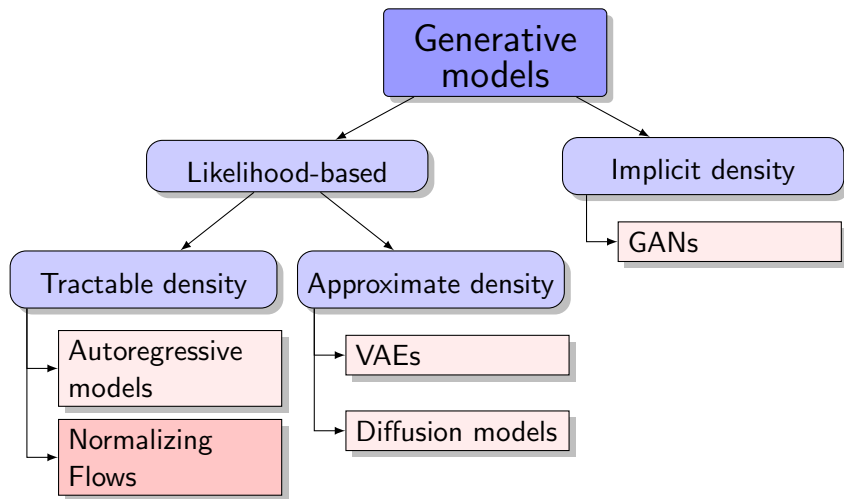 Generative
models
Likelihood-based
Implicit density
GANs
Tractable density
Approximate density
Autoregressive
models
VAEs
Normalizing
Flows
Diffusion models